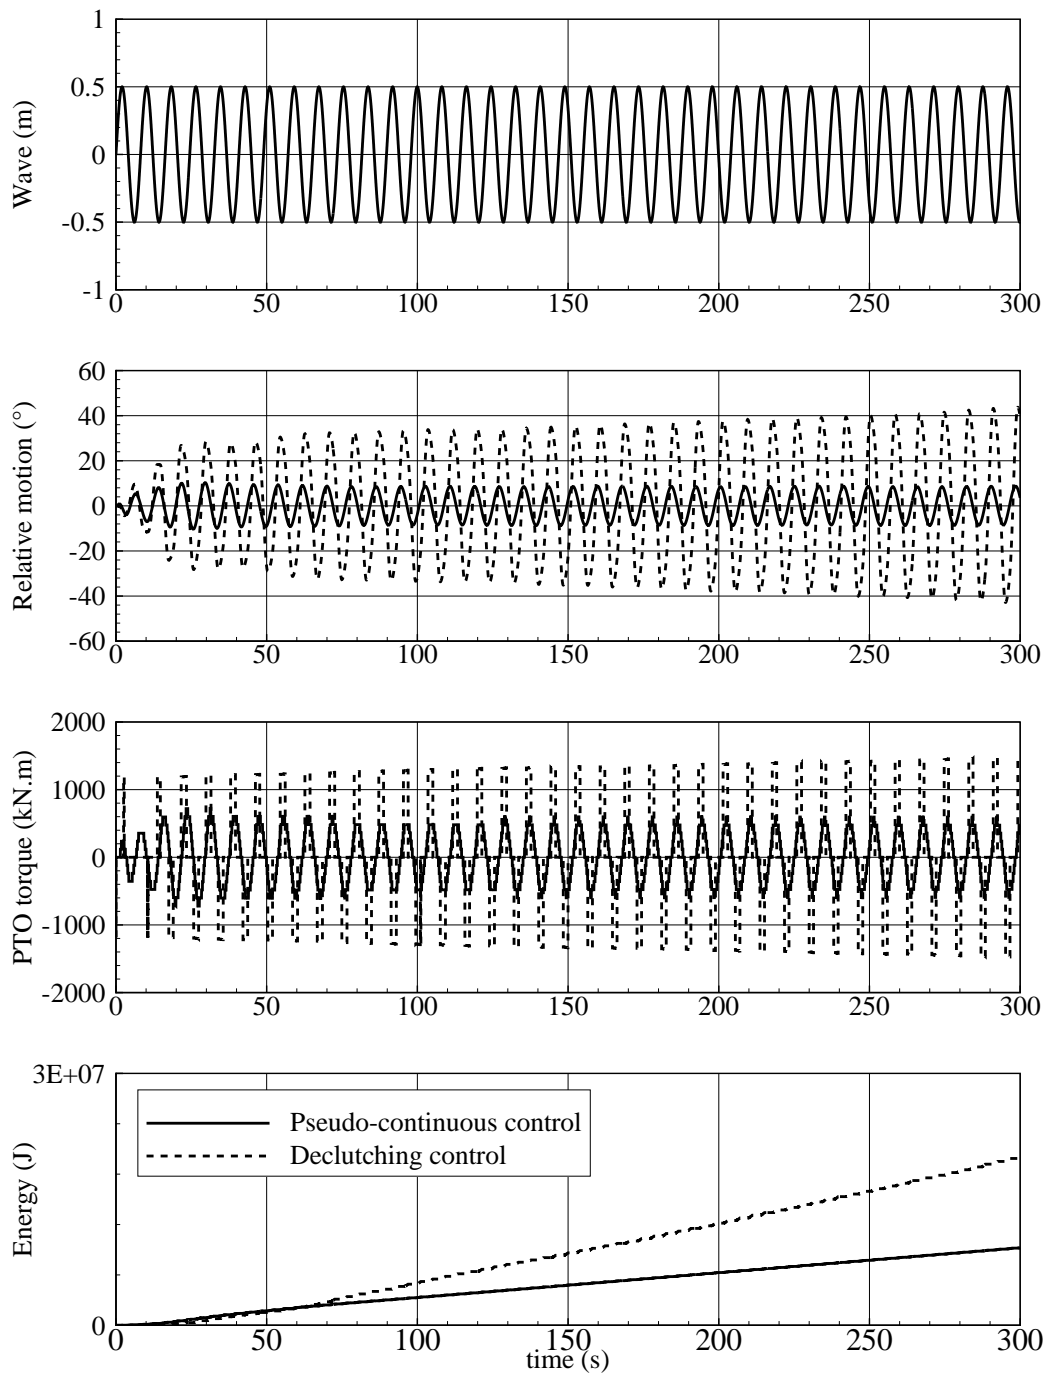 1
0.5
0
-0.5
-1
Wave (m)
0 50 100 150 200 250 300
60
40
20
0
-20
-40
-60
Relative motion (°)
0 50 100 150 200 250 300
2000
1000
0
-1000
-2000
PTO torque (kN.m)
0 50 100 150 200 250 300
3E+07
0
Energy (J)
Pseudo-continuous control
Declutching control
0 50 100 150 200 250 300
time (s)